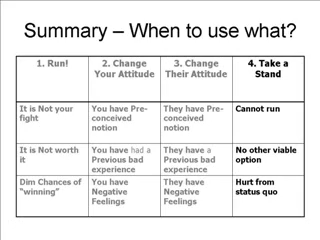 Summary – When to use what?
1. Run!
2. Change
Your Attitude
3. Change
Their Attitude
4. Take a
Stand
It is Not your
fight
You have Pre-
conceived
notion
They have Pre-
conceived
notion
Cannot run
It is Not worth
it
You have had a
Previous bad
experience
They have a
Previous bad
experience
No other viable
option
Dim Chances of
“winning”
You have
Negative
Feelings
They have
Negative
Feelings
Hurt from
status quo